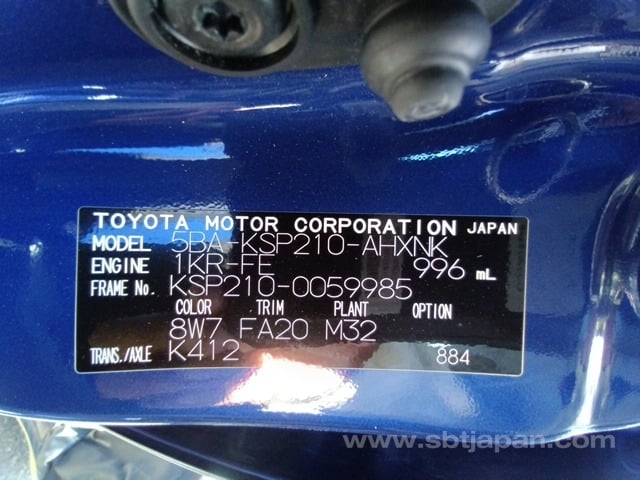 TOYOTA MOTOR CORPORATION JAPAN
MODEL 5BA-KSP210-AHXNK
ENGINE 1KR-FE 996 mL
FRAME No. KSP210-0059985
COLOR TRIM PLANT OPTION
8W7 FA20 M32
TRANS./AXLE K412 884
www.sbtjapan.com